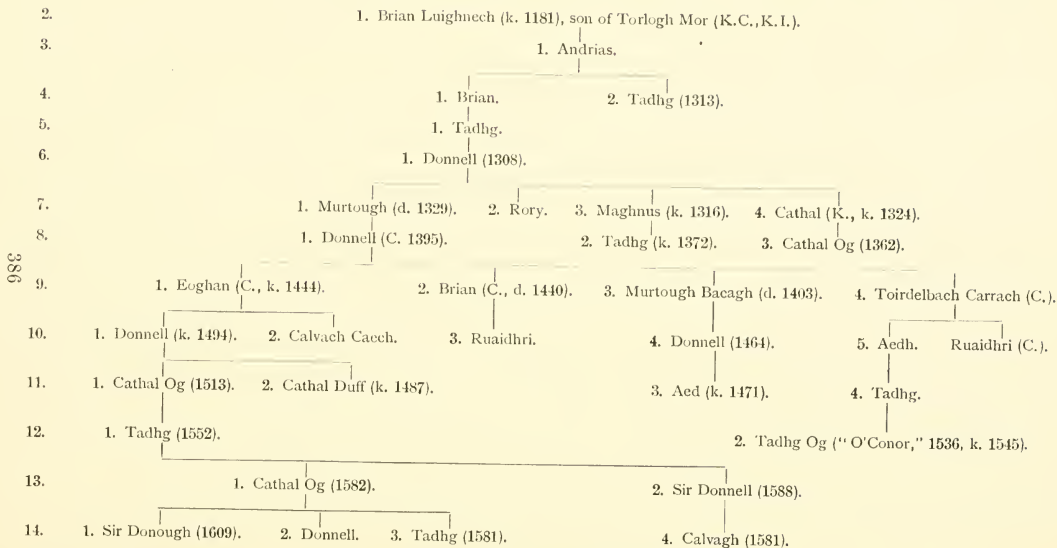 2. 1. Brian Luighnech (k. 1181), son of Torlogh Mor (K.C., K.I.).
3. 1. Andrias.
4. 1. Brian. 2. Tadhg (1313).
5. 1. Tadhg.
6. 1. Donnell (1308).
7. 1. Murtough (d. 1329). 2. Rory. 3. Maghnus (k. 1316). 4. Cathal (K., k. 1324).
8. 1. Donnell (C. 1395). 2. Tadhg (k. 1372). 3. Cathal Og (1362).
386
9. 1. Eoghan (C., k. 1444). 2. Brian (C., d. 1440). 3. Murtough Bacagh (d. 1403). 4. Toirdelbach Carrach (C.).
10. 1. Donnell (k. 1494). 2. Calvach Caech. 3. Ruaidhri. 4. Donnell (1464). 5. Aedh. Ruaidhri (C.).
11. 1. Cathal Og (1513). 2. Cathal Duff (k. 1487). 3. Aed (k. 1471). 4. Tadhg.
12. 1. Tadhg (1552). 2. Tadhg Og ("O'Conor," 1536, k. 1545).
13. 1. Cathal Og (1582). 2. Sir Donnell (1588).
14. 1. Sir Donough (1609). 2. Donnell. 3. Tadhg (1581). 4. Calvagh (1581).